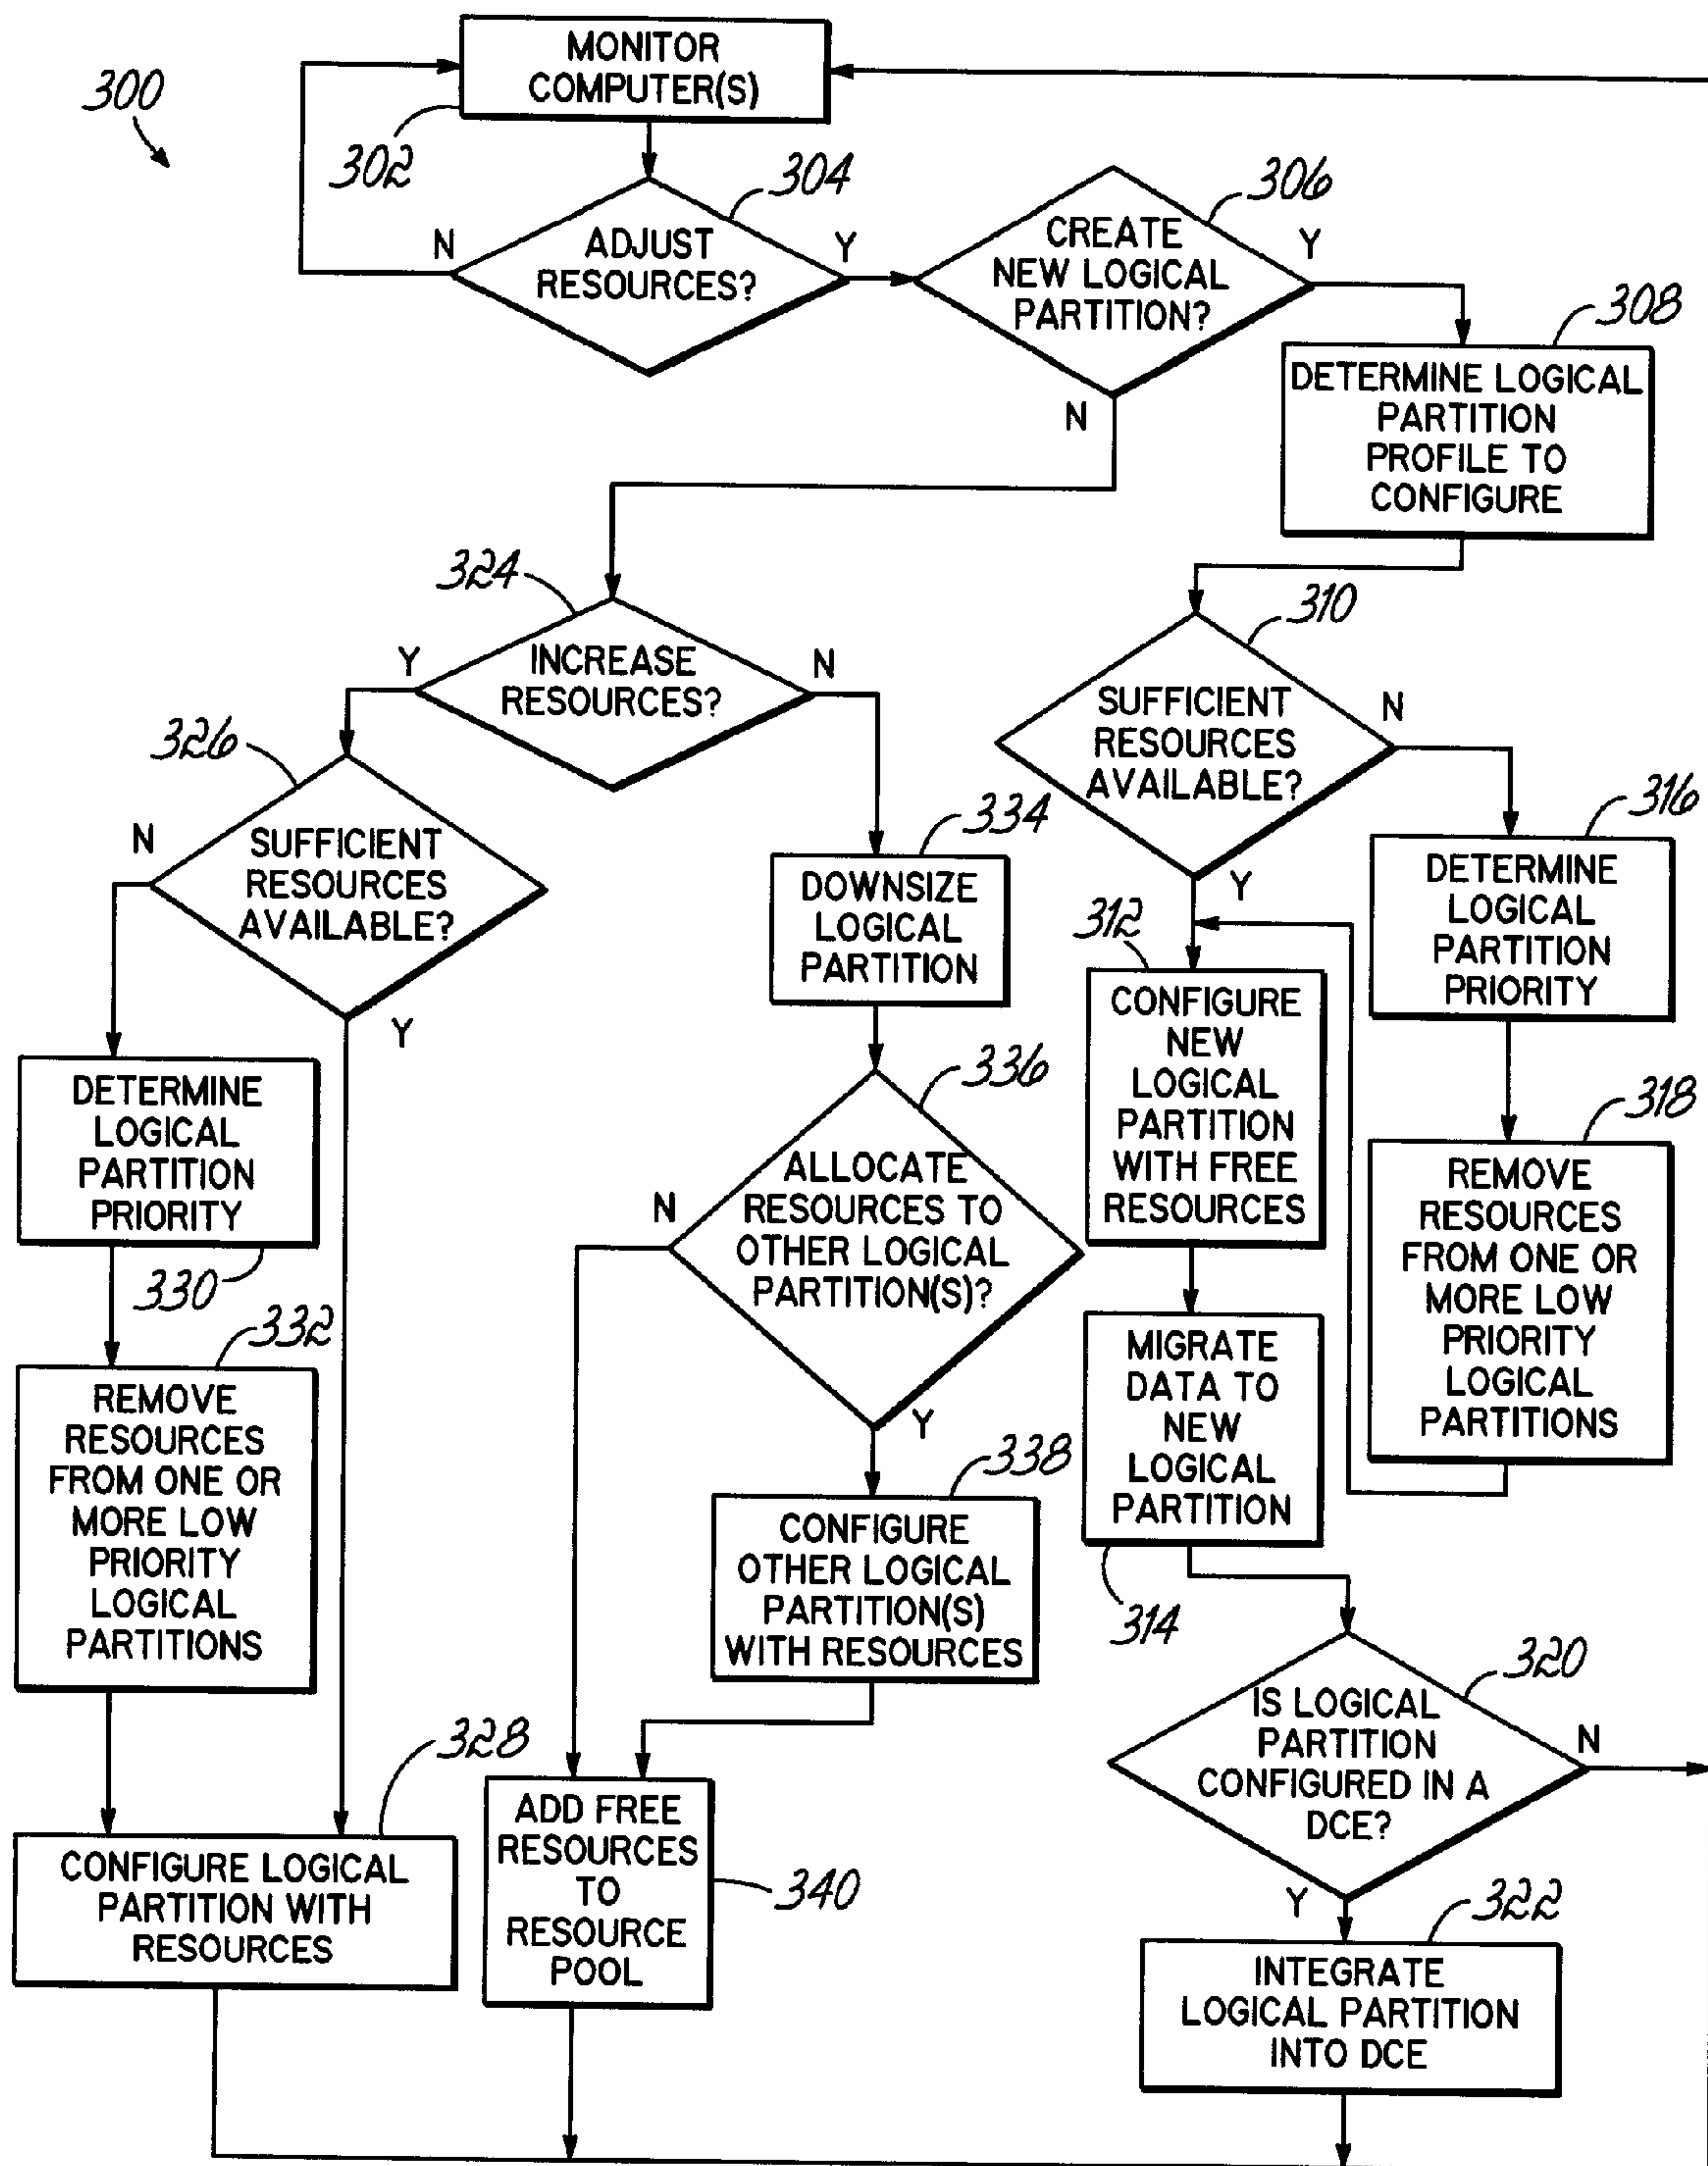 300
MONITOR
COMPUTER(S)
302
304
ADJUST
RESOURCES?
N
Y
306
CREATE
NEW LOGICAL
PARTITION?
Y
N
308
DETERMINE LOGICAL
PARTITION
PROFILE TO
CONFIGURE
324
INCREASE
RESOURCES?
Y
N
310
SUFFICIENT
RESOURCES
AVAILABLE?
N
Y
326
SUFFICIENT
RESOURCES
AVAILABLE?
N
Y
334
DOWNSIZE
LOGICAL
PARTITION
316
DETERMINE
LOGICAL
PARTITION
PRIORITY
312
CONFIGURE
NEW
LOGICAL
PARTITION
WITH FREE
RESOURCES
DETERMINE
LOGICAL
PARTITION
PRIORITY
330
336
ALLOCATE
RESOURCES TO
OTHER LOGICAL
PARTITION(S)?
N
Y
318
REMOVE
RESOURCES
FROM ONE OR
MORE LOW
PRIORITY
LOGICAL
PARTITIONS
332
REMOVE
RESOURCES
FROM ONE OR
MORE LOW
PRIORITY
LOGICAL
PARTITIONS
MIGRATE
DATA TO
NEW
LOGICAL
PARTITION
314
338
CONFIGURE
OTHER LOGICAL
PARTITION(S)
WITH RESOURCES
320
IS LOGICAL
PARTITION
CONFIGURED IN A
DCE?
N
Y
328
CONFIGURE LOGICAL
PARTITION WITH
RESOURCES
ADD FREE
RESOURCES
TO
RESOURCE
POOL
340
322
INTEGRATE
LOGICAL PARTITION
INTO DCE